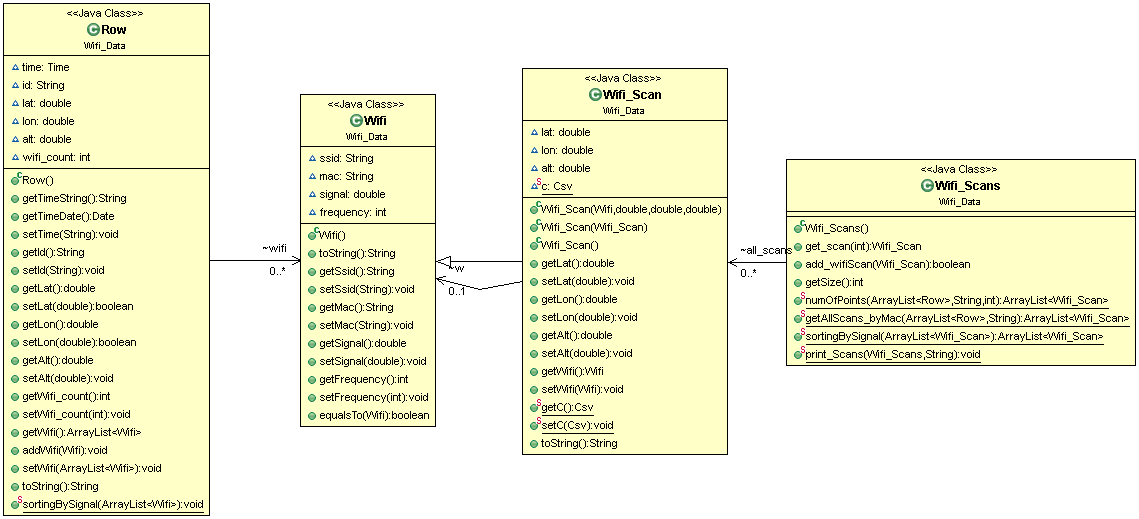 <<Java Class>>
Row
Wifi_Data
time: Time
id: String
lat: double
lon: double
alt: double
wifi_count: int
Row()
getTimeString():String
getTimeDate():Date
setTime(String):void
getId():String
setId(String):void
getLat():double
setLat(double):boolean
getLon():double
setLon(double):boolean
getAlt():double
setAlt(double):void
getWifi_count():int
setWifi_count(int):void
getWifi():ArrayList<Wifi>
addWifi(Wifi):void
setWifi(ArrayList<Wifi>):void
toString():String
sortingBySignal(ArrayList<Wifi>):void
~wifi
0..*
<<Java Class>>
Wifi
Wifi_Data
ssid: String
mac: String
signal: double
frequency: int
Wifi()
toString():String
getSsid():String
setSsid(String):void
getMac():String
setMac(String):void
getSignal():double
setSignal(double):void
getFrequency():int
setFrequency(int):void
equalsTo(Wifi):boolean
~w
0..1
<<Java Class>>
Wifi_Scan
Wifi_Data
lat: double
lon: double
alt: double
c: Csv
Wifi_Scan(Wifi,double,double,double)
Wifi_Scan(Wifi_Scan)
Wifi_Scan()
getLat():double
setLat(double):void
getLon():double
setLon(double):void
getAlt():double
setAlt(double):void
getWifi():Wifi
setWifi(Wifi):void
getC():Csv
setC(Csv):void
toString():String
~all_scans
0..*
<<Java Class>>
Wifi_Scans
Wifi_Data
Wifi_Scans()
get_scan(int):Wifi_Scan
add_wifiScan(Wifi_Scan):boolean
getSize():int
numOfPoints(ArrayList<Row>,String,int):ArrayList<Wifi_Scan>
getAllScans_byMac(ArrayList<Row>,String):ArrayList<Wifi_Scan>
sortingBySignal(ArrayList<Wifi_Scan>):ArrayList<Wifi_Scan>
print_Scans(Wifi_Scans,String):void